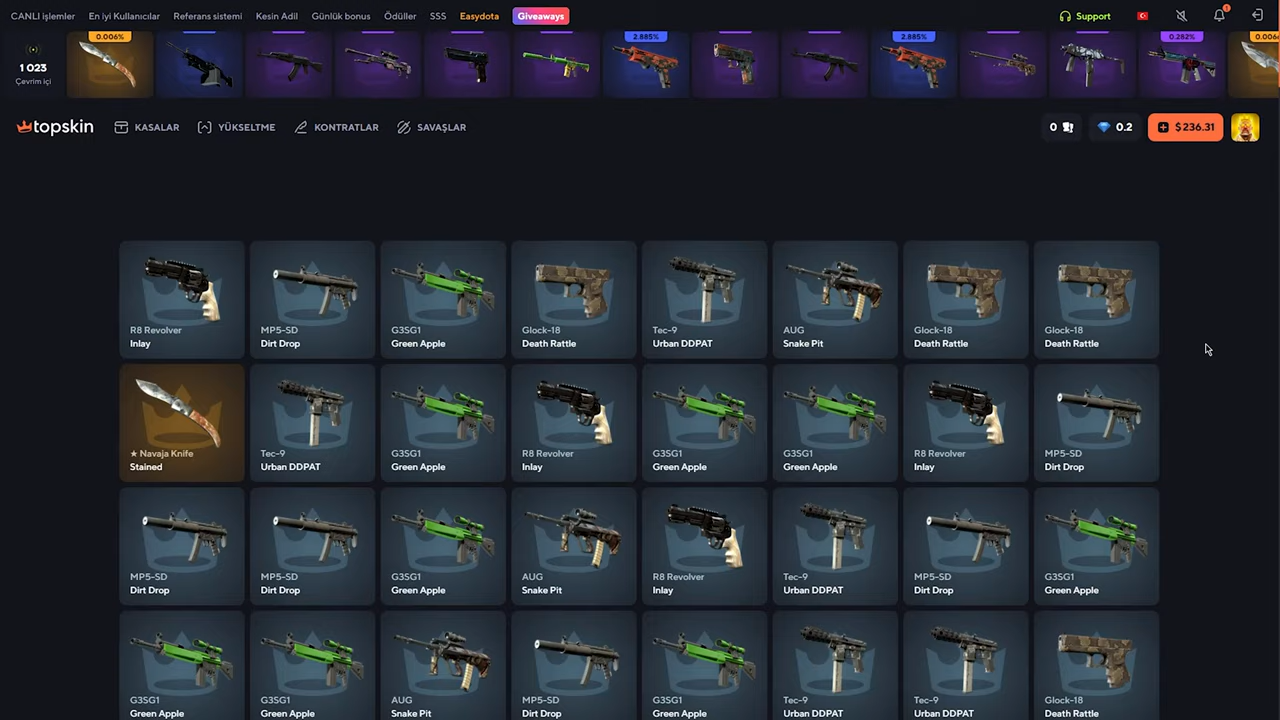 CANLI işlemler En iyi Kullanıcılar Referans sistemi Kesin Adil Günlük bonus Ödüller SSS Easydota Giveaways Support 1
0.006% 2.885% 2.885% 0.282%
1 023
Çevrim içi
topskin KASALAR YÜKSELTME KONTRATLAR SAVAŞLAR 0 0.2 $ 236.31
R8 Revolver MP5-SD G3SG1 Glock-18 Tec-9 AUG Glock-18 Glock-18
Inlay Dirt Drop Green Apple Death Rattle Urban DDPAT Snake Pit Death Rattle Death Rattle
★ Navaja Knife Tec-9 G3SG1 R8 Revolver G3SG1 G3SG1 R8 Revolver MP5-SD
Stained Urban DDPAT Green Apple Inlay Green Apple Green Apple Inlay Dirt Drop
MP5-SD MP5-SD G3SG1 AUG R8 Revolver Tec-9 MP5-SD G3SG1
Dirt Drop Dirt Drop Green Apple Snake Pit Inlay Urban DDPAT Dirt Drop Green Apple
G3SG1 G3SG1 AUG MP5-SD G3SG1 Tec-9 Tec-9 Glock-18
Green Apple Green Apple Snake Pit Dirt Drop Green Apple Urban DDPAT Urban DDPAT Death Rattle